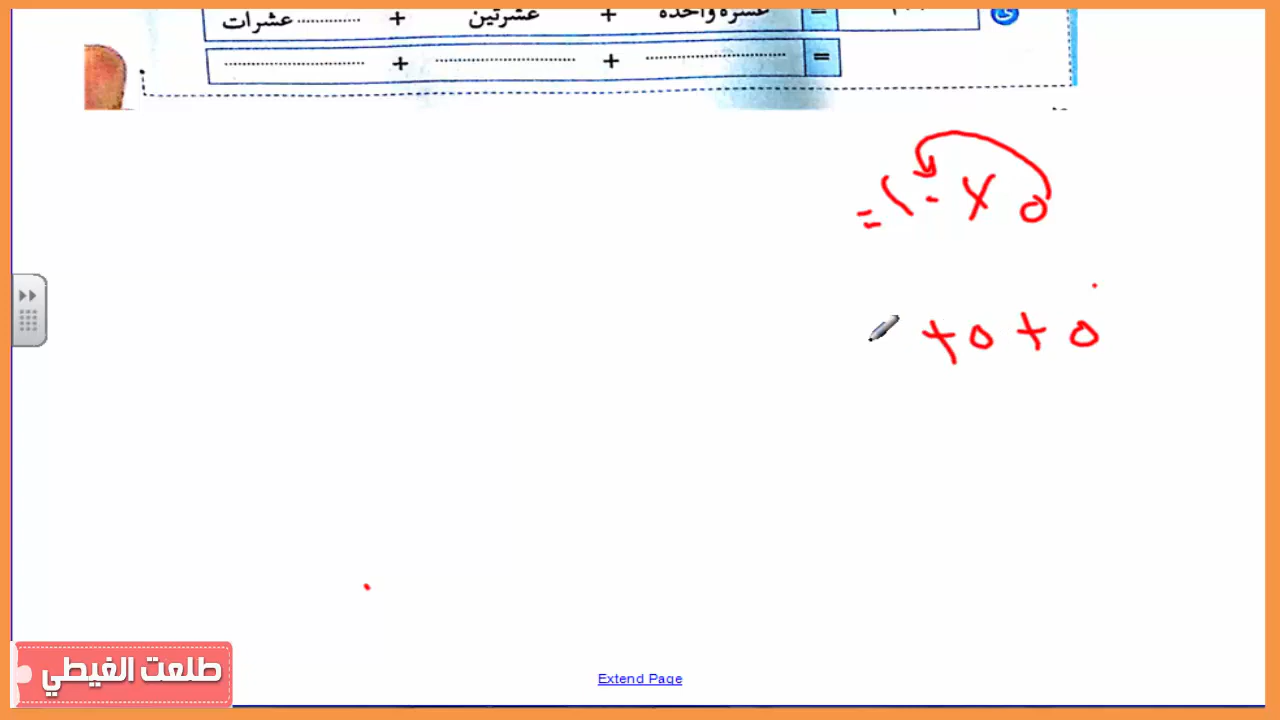 = عشرة واحدة + عشرتين + ............ عشرات
= ............ + ............ + ............
٥ × ١٠ =
٥ + ٥ +
Extend Page
طلعت الغيطي